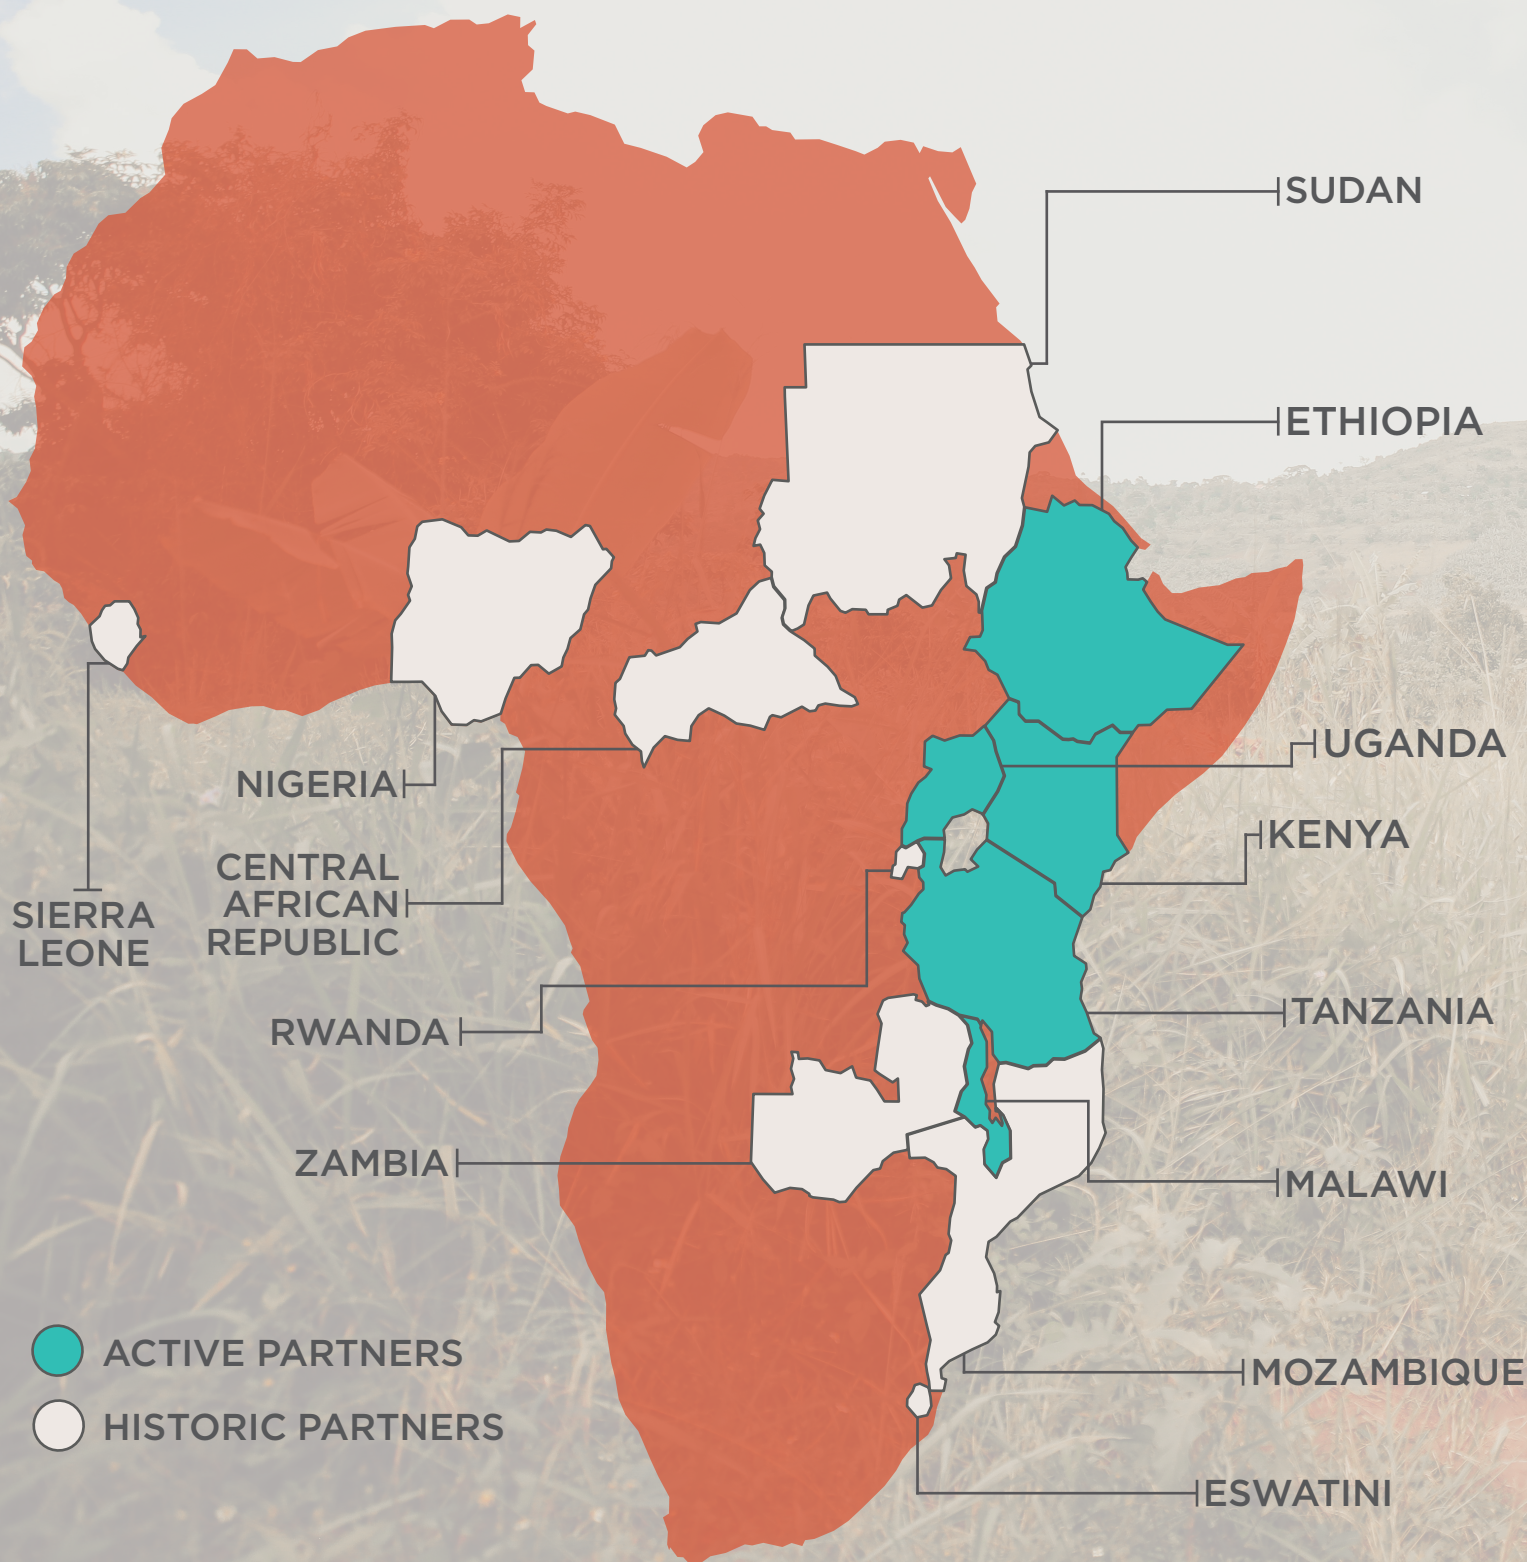 SUDAN
ETHIOPIA
UGANDA
NIGERIA
KENYA
CENTRAL
AFRICAN
REPUBLIC
SIERRA
LEONE
RWANDA
TANZANIA
ZAMBIA
MALAWI
ACTIVE PARTNERS
MOZAMBIQUE
HISTORIC PARTNERS
ESWATINI